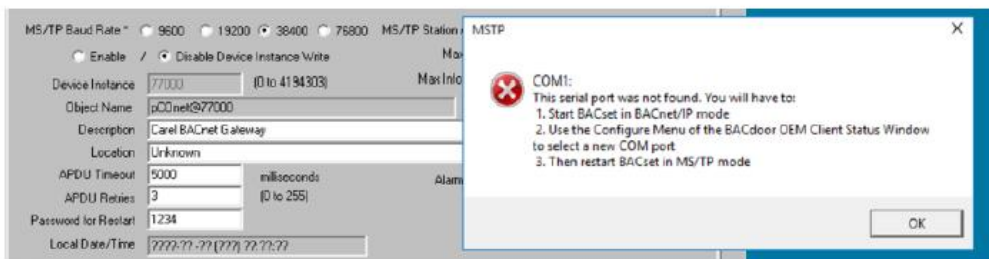 MS/TP Baud Rate * 9600 19200 38400 76800 MS/TP Station
Enable / Disable Device Instance Write
Device Instance 77000 (0 to 4194303)
Object Name pCOnet@77000
Description Carel BACnet Gateway
Location Unknown
APDU Timeout 5000 milliseconds
APDU Retries 3 (0 to 255)
Password for Restart 1234
Local Date/Time ????-??-?? (???) ??:??:??
MSTP
COM1:
This serial port was not found. You will have to:
1. Start BACset in BACnet/IP mode
2. Use the Configure Menu of the BACdoor OEM Client Status Window
to select a new COM port
3. Then restart BACset in MS/TP mode
OK